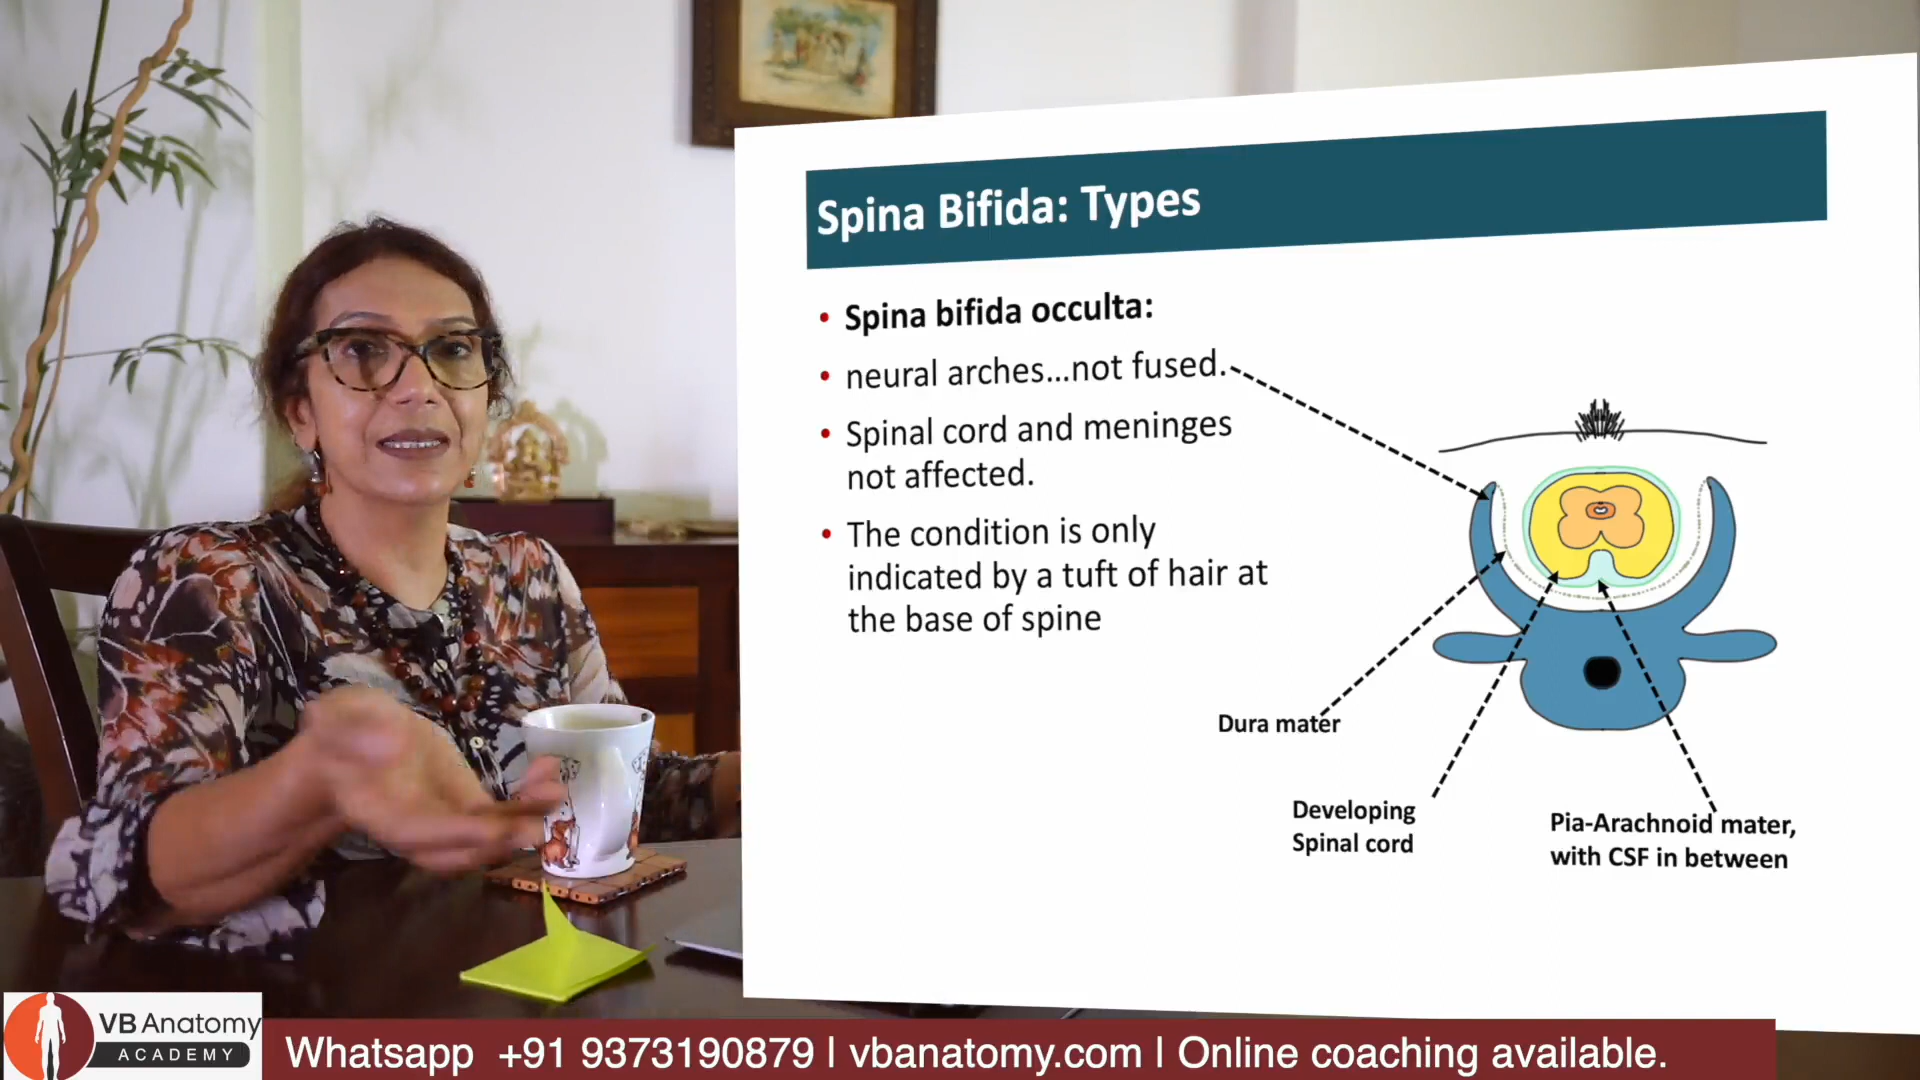 Spina Bifida: Types
• Spina bifida occulta:
• neural arches...not fused.
• Spinal cord and meninges
not affected.
• The condition is only
indicated by a tuft of hair at
the base of spine
Dura mater
Developing
Spinal cord
Pia-Arachnoid mater,
with CSF in between
VB Anatomy
ACADEMY
Whatsapp +91 9373190879 | vbanatomy.com | Online coaching available.